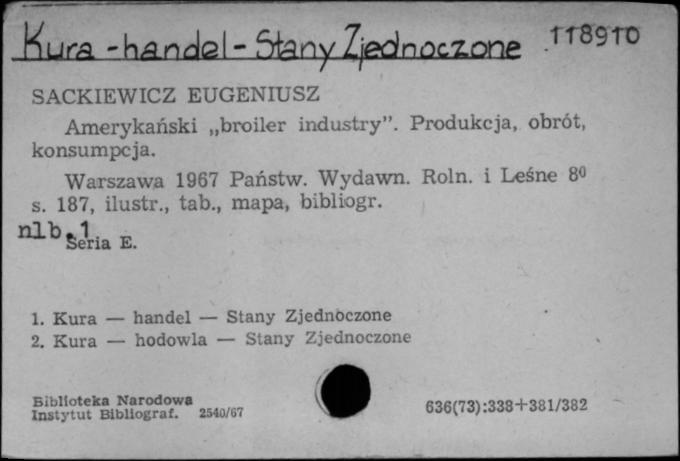 Kura - handel - Stany Zjednoczone 118910
SACKIEWICZ EUGENIUSZ
Amerykański „broiler industry”. Produkcja, obrót,
konsumpcja.
Warszawa 1967 Państw. Wydawn. Roln. i Leśne 8⁰
s. 187, ilustr., tab., mapa, bibliogr.
nlb. 1
Seria E.
1. Kura — handel — Stany Zjednoczone
2. Kura — hodowla — Stany Zjednoczone
Biblioteka Narodowa
Instytut Bibliograf. 2540/67 636(73):338+381/382